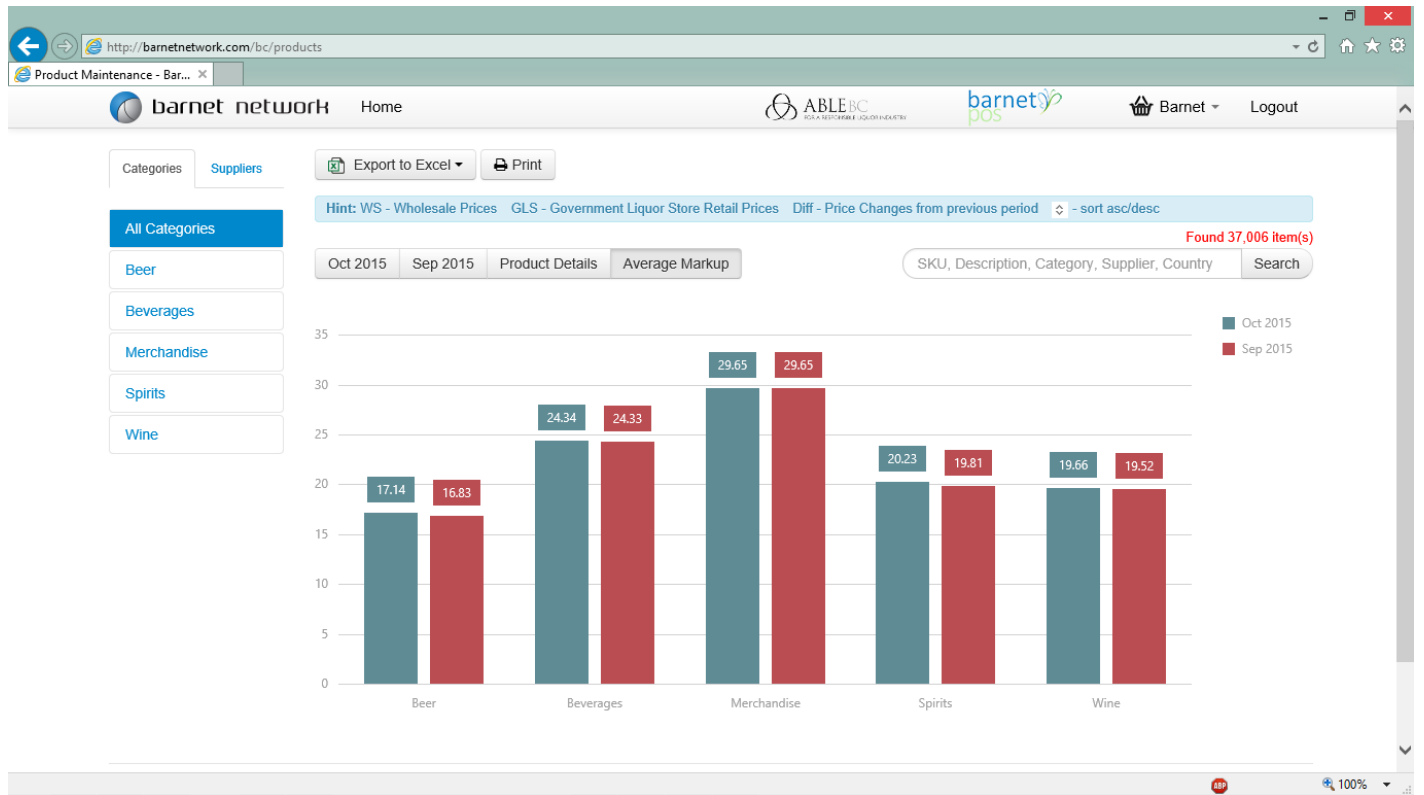 http://barnetnetwork.com/bc/products
Product Maintenance - Bar...
barnet network Home ABLE BC barnet pos Barnet Logout
FOR A RESPONSIBLE LIQUOR INDUSTRY
Categories Suppliers Export to Excel Print
Hint: WS - Wholesale Prices GLS - Government Liquor Store Retail Prices Diff - Price Changes from previous period - sort asc/desc
All Categories
Beer
Beverages
Merchandise
Spirits
Wine
Found 37,006 item(s)
Oct 2015 Sep 2015 Product Details Average Markup SKU, Description, Category, Supplier, Country Search
Oct 2015
Sep 2015
35
30
25
20
15
10
5
0
17.14 16.83
24.34 24.33
29.65 29.65
20.23 19.81
19.66 19.52
Beer Beverages Merchandise Spirits Wine
ABP 100%